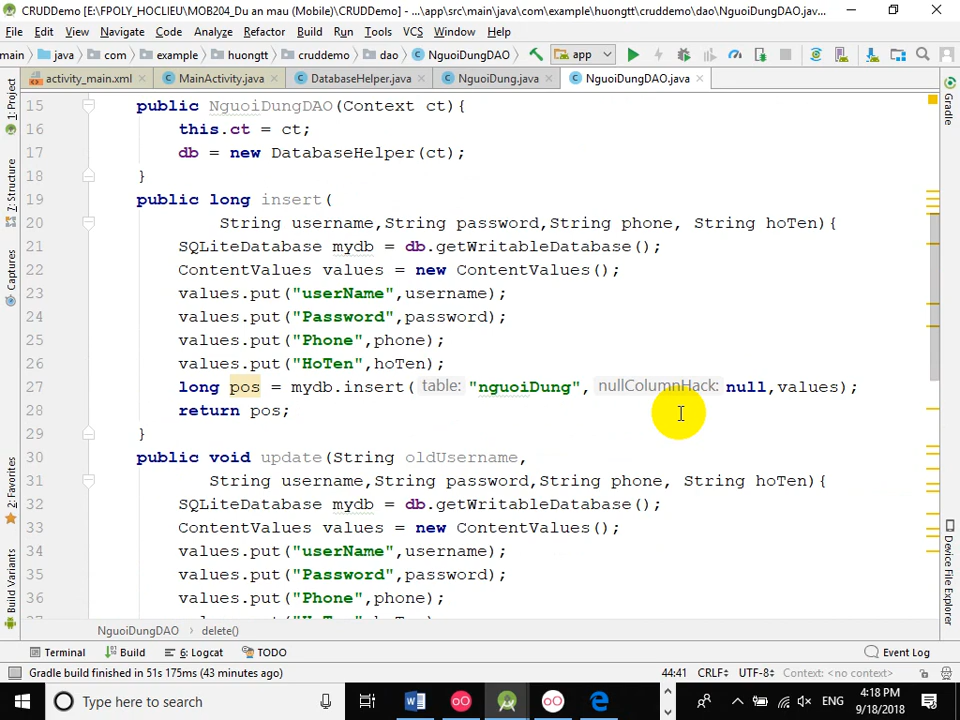 CRUDDemo [E:\FPOLY_HOCLIEU\MOB204_Du an mau (Mobile)\CRUDDemo] - ...\app\src\main\java\com\example\huongtt\cruddemo\dao\NguoiDungDAO.jav...
File Edit View Navigate Code Analyze Refactor Build Run Tools VCS Window Help
main java com example huongtt cruddemo dao NguoiDungDAO app
activity_main.xml MainActivity.java DatabaseHelper.java NguoiDung.java NguoiDungDAO.java
1: Project
7: Structure
Captures
2: Favorites
Build Variants
15 public NguoiDungDAO(Context ct){
16 this.ct = ct;
17 db = new DatabaseHelper(ct);
18 }
19 public long insert(
20 String username,String password,String phone, String hoTen){
21 SQLiteDatabase mydb = db.getWritableDatabase();
22 ContentValues values = new ContentValues();
23 values.put("userName",username);
24 values.put("Password",password);
25 values.put("Phone",phone);
26 values.put("HoTen",hoTen);
27 long pos = mydb.insert( table: "nguoiDung", nullColumnHack: null,values);
28 return pos;
29 }
30 public void update(String oldUsername,
31 String username,String password,String phone, String hoTen){
32 SQLiteDatabase mydb = db.getWritableDatabase();
33 ContentValues values = new ContentValues();
34 values.put("userName",username);
35 values.put("Password",password);
36 values.put("Phone",phone);
Gradle
Device File Explorer
NguoiDungDAO › delete()
Terminal Build 6: Logcat TODO Event Log
Gradle build finished in 51s 175ms (43 minutes ago) 44:41 CRLF UTF-8 Context: <no context>
Type here to search
ENG
4:18 PM
9/18/2018